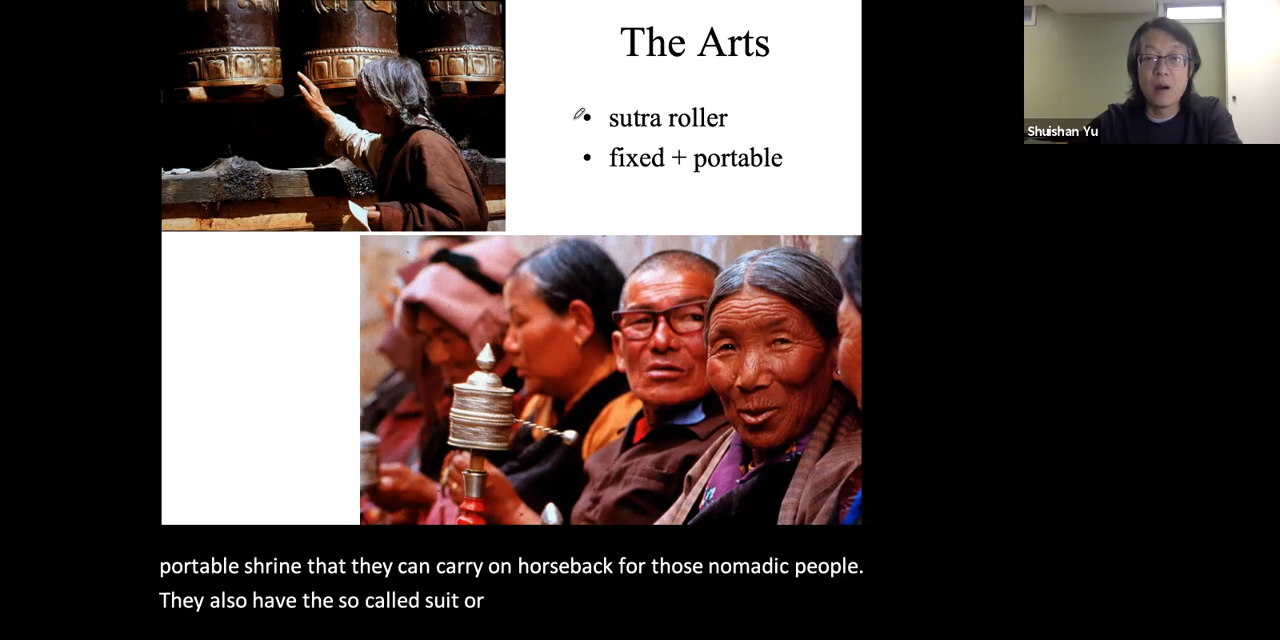 The Arts
• sutra roller
• fixed + portable
Shuishan Yu
portable shrine that they can carry on horseback for those nomadic people.
They also have the so called suit or